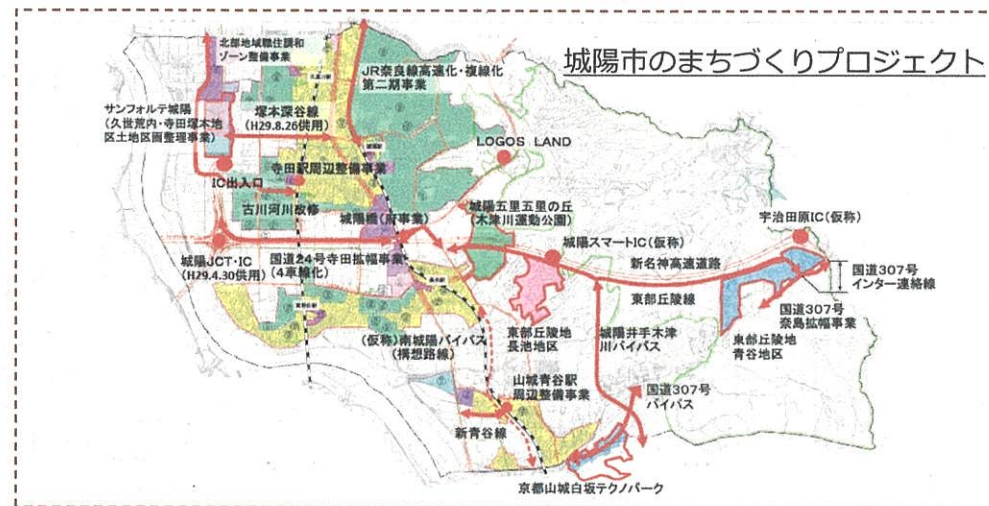 城陽市のまちづくりプロジェクト
北部地域職住調和
ゾーン整備事業
JR奈良線高速化・複線化
第二期事業
サンフォルテ城陽
(久世荒内・寺田塚本地
区土地区画整理事業)
塚本深谷線
(H29.8.26供用)
LOGOS LAND
寺田駅周辺整備事業
IC出入口
古川河川改修
城陽橋(府事業)
城陽五里五里の丘
(木津川運動公園)
宇治田原IC(仮称)
城陽スマートIC(仮称)
城陽JCT・IC
(H29.4.30供用)
国道24号寺田拡幅事業
(4車線化)
新名神高速道路
国道307号
インター連絡線
東部丘陵線
国道307号
奈島拡幅事業
(仮称)南城陽バイパス
(構想路線)
東部丘陵地
長池地区
城陽井手木津
川バイパス
東部丘陵地
青谷地区
山城青谷駅
周辺整備事業
国道307号
バイパス
新青谷線
京都山城白坂テクノパーク